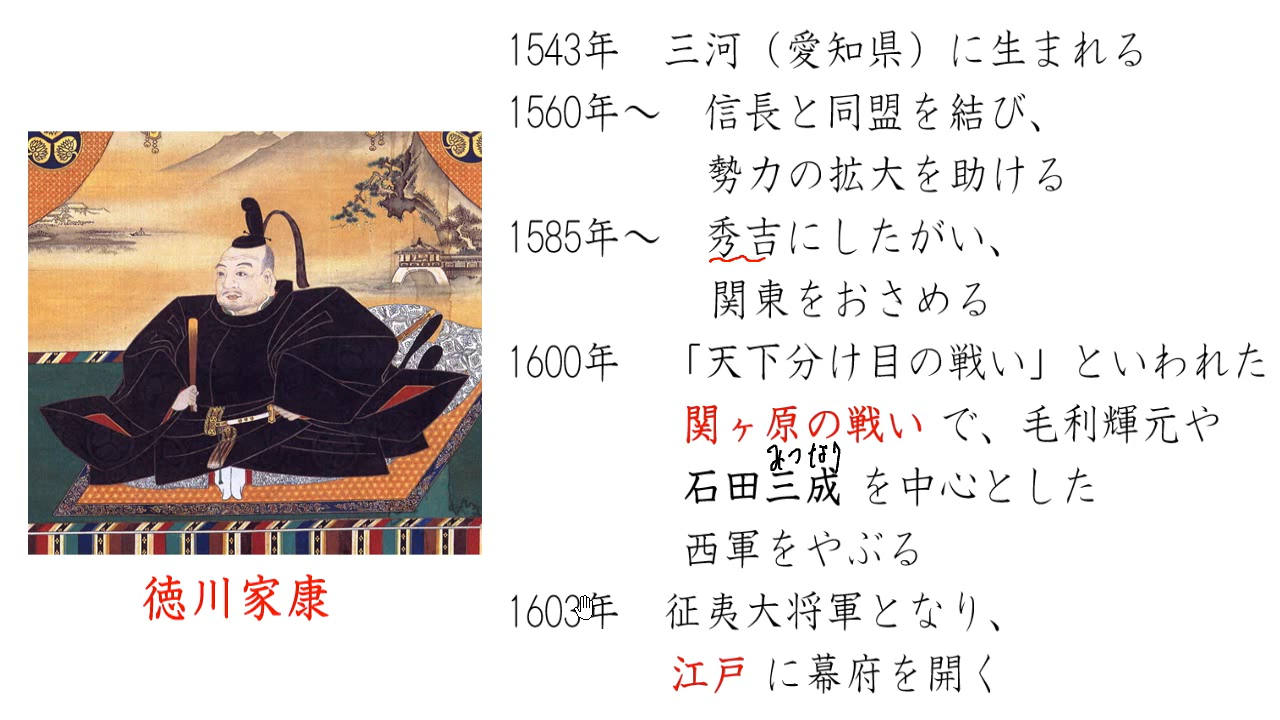 1543年　三河（愛知県）に生まれる
1560年～　信長と同盟を結び、
勢力の拡大を助ける
1585年～　秀吉にしたがい、
関東をおさめる
1600年　「天下分け目の戦い」といわれた
関ヶ原の戦い で、毛利輝元や
みつなり
石田三成 を中心とした
西軍をやぶる
1603年　征夷大将軍となり、
江戸 に幕府を開く
徳川家康